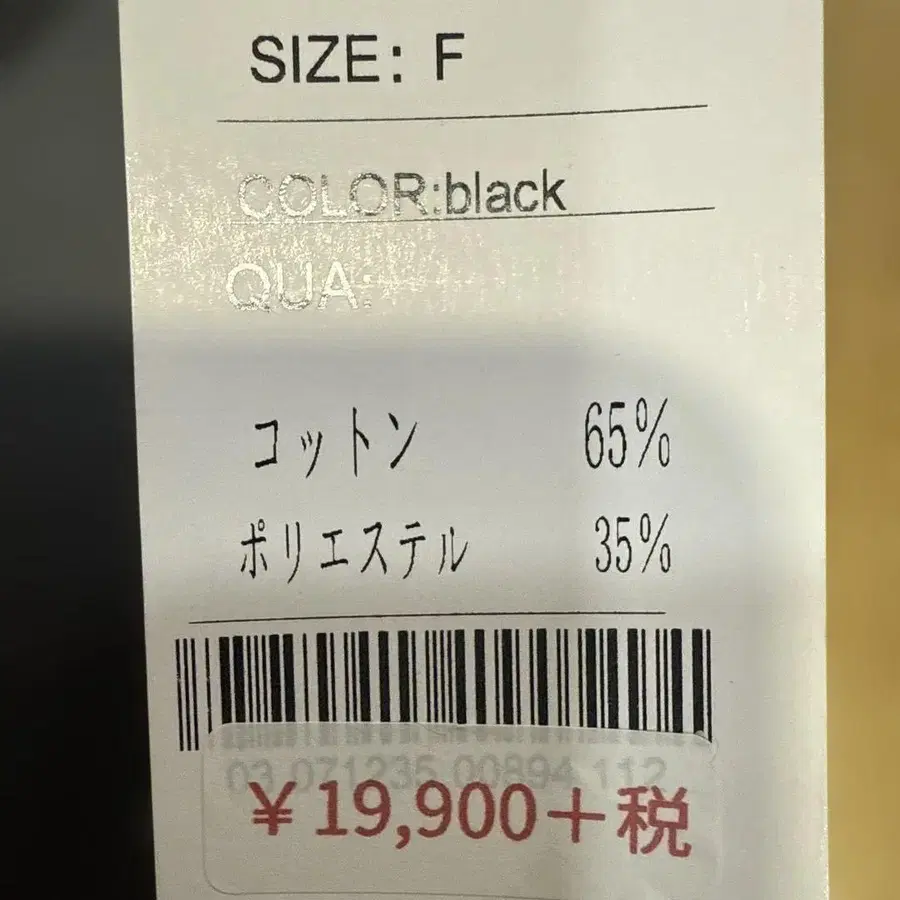 SIZE: F
COLOR:black
QUA:
コットン 65%
ポリエステル 35%
03 071235 00894 112
¥19,900+税